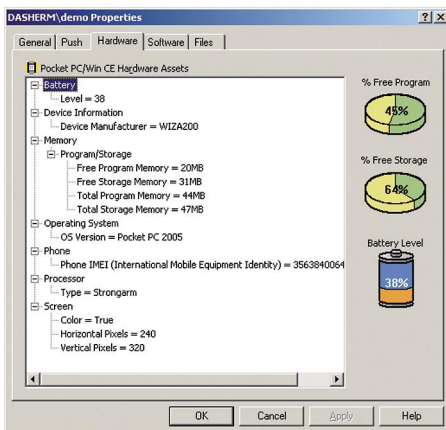 DASHERM\demo Properties
General Push Hardware Software Files
Pocket PC/Win CE Hardware Assets
Battery
Level = 38
Device Information
Device Manufacturer = WIZA200
Memory
Program/Storage
Free Program Memory = 20MB
Free Storage Memory = 31MB
Total Program Memory = 44MB
Total Storage Memory = 47MB
Operating System
OS Version = Pocket PC 2005
Phone
Phone IMEI (International Mobile Equipment Identity) = 3563840064
Processor
Type = Strongarm
Screen
Color = True
Horizontal Pixels = 240
Vertical Pixels = 320
% Free Program
45%
% Free Storage
64%
Battery Level
38%
OK Cancel Apply Help